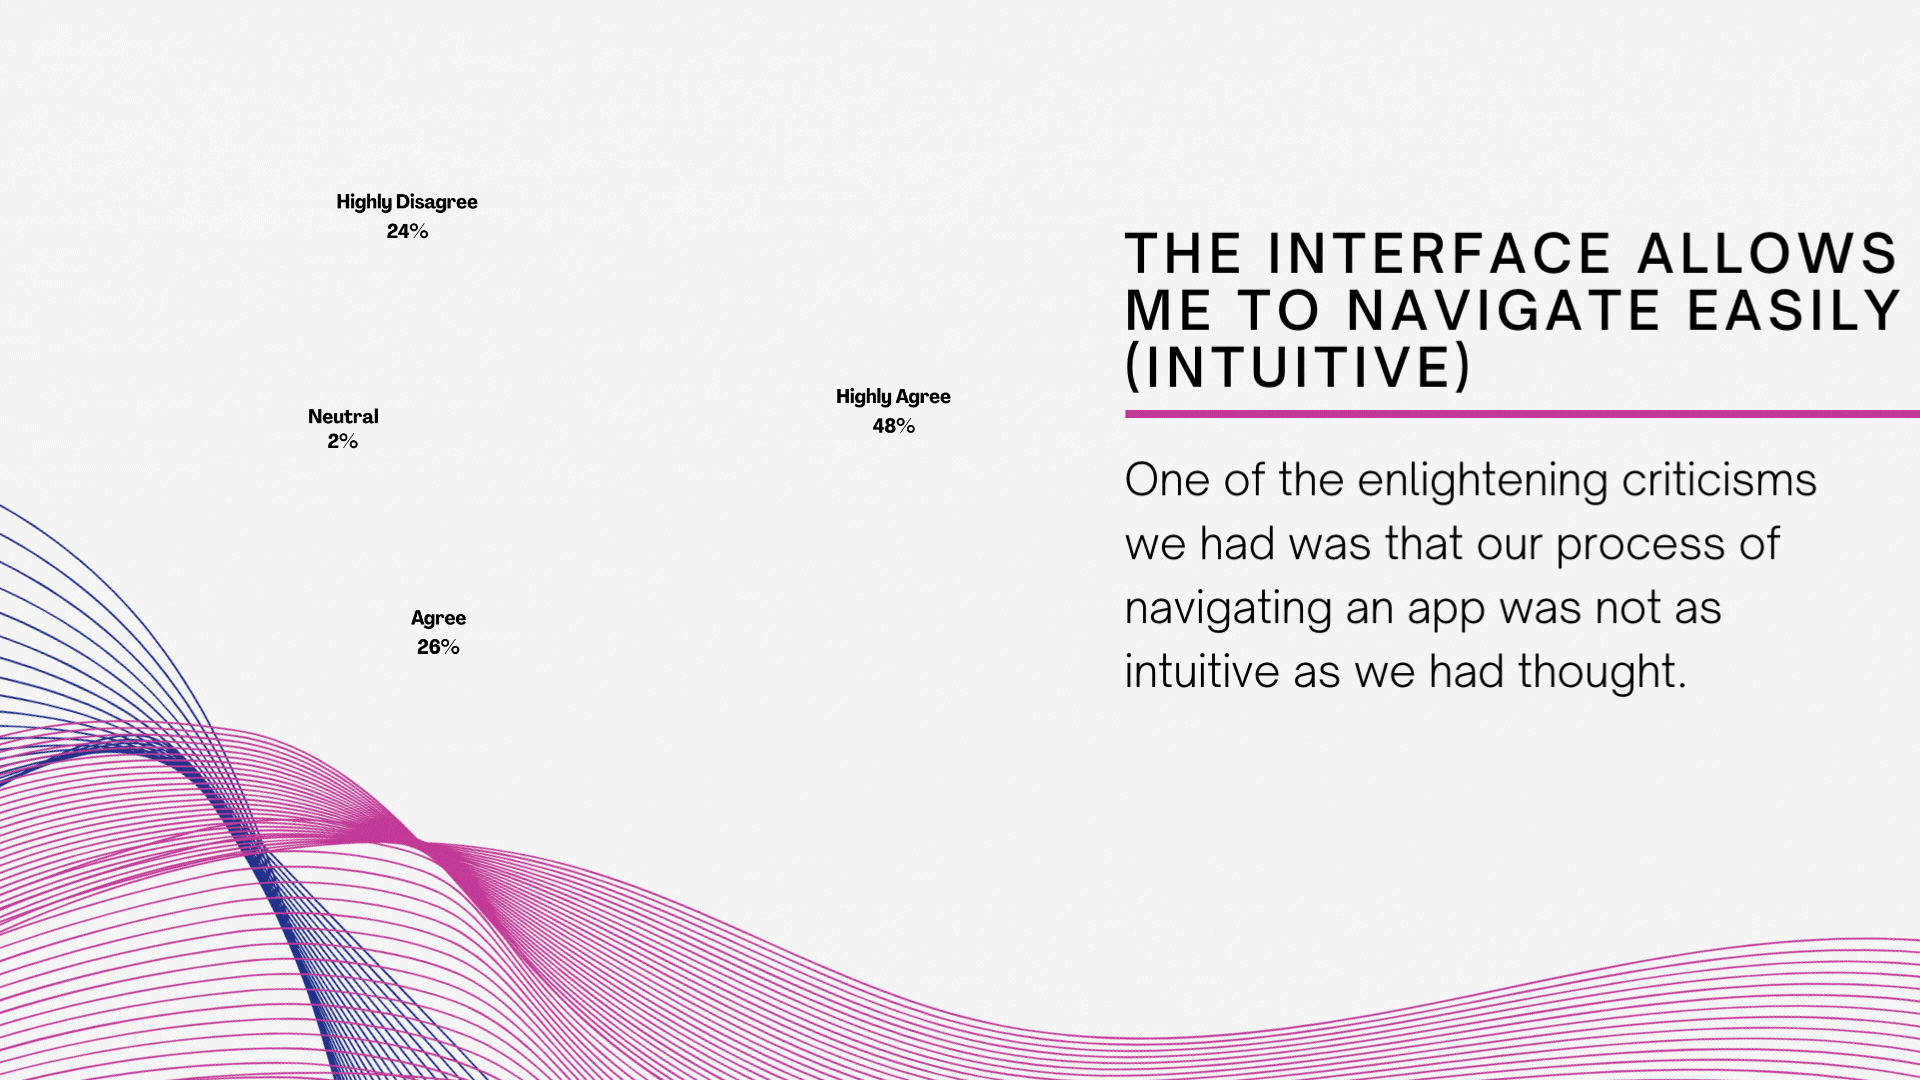 Highly Disagree
24%
Neutral
2%
Highly Agree
48%
Agree
26%
THE INTERFACE ALLOWS
ME TO NAVIGATE EASILY
(INTUITIVE)
One of the enlightening criticisms
we had was that our process of
navigating an app was not as
intuitive as we had thought.